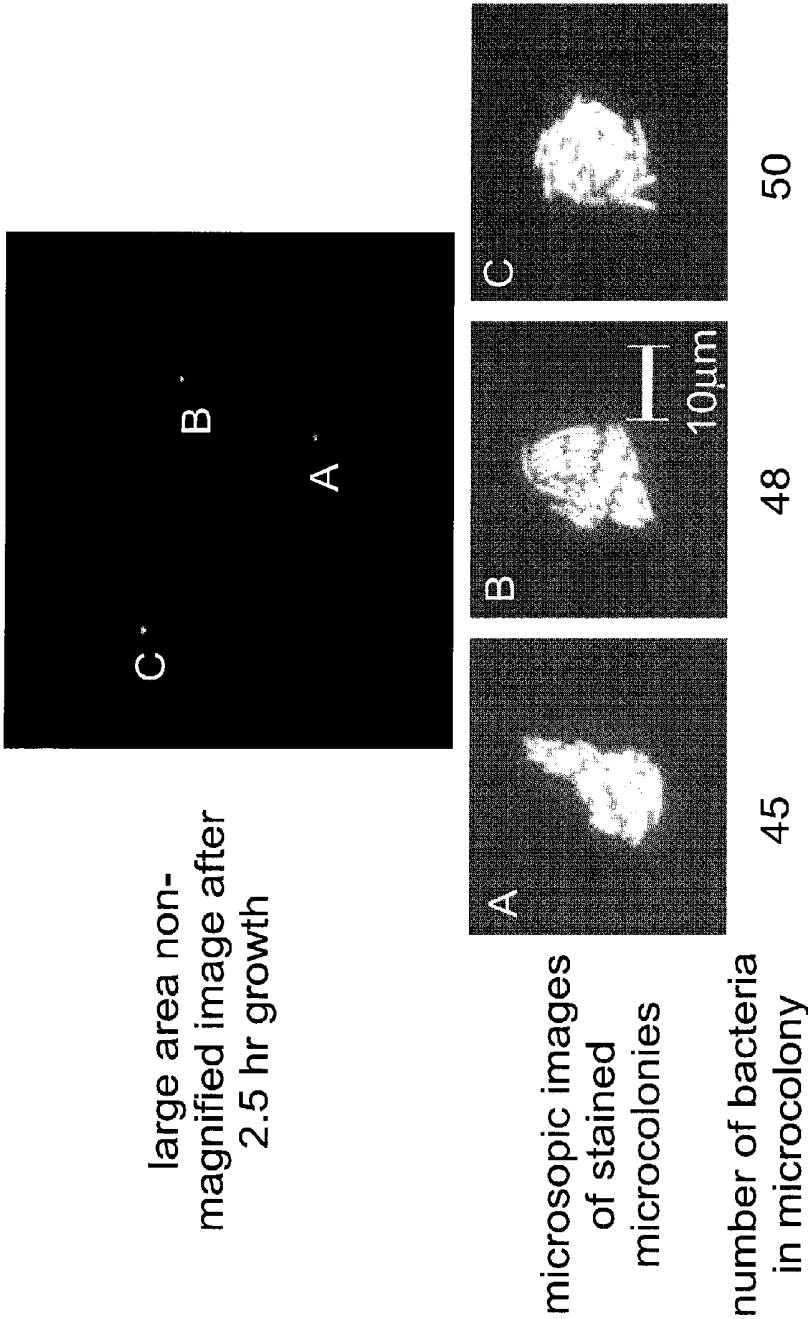 large area non-
magnified image after
2.5 hr growth
C
B
A
microsopic images
of stained
microcolonies
A
B
10µm
C
number of bacteria
in microcolony
45
48
50